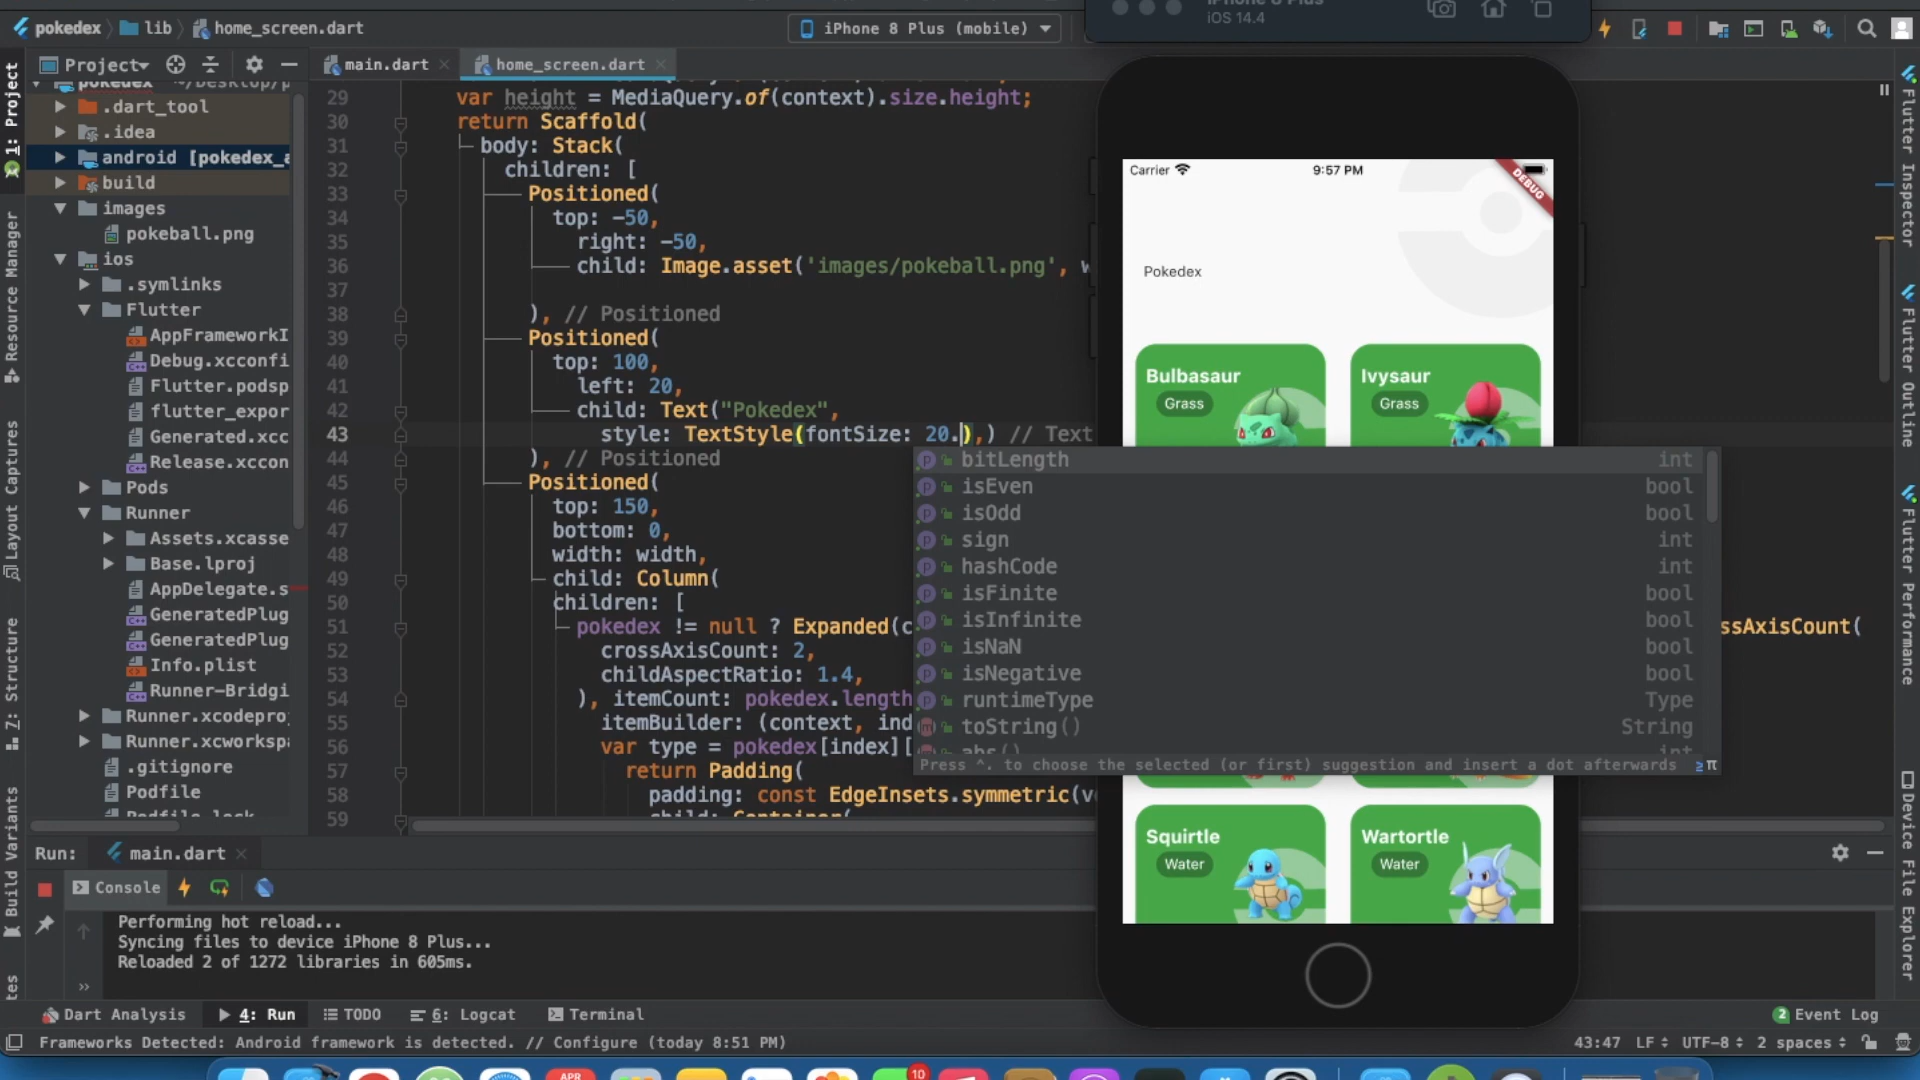 pokedex
lib
home_screen.dart
iPhone 8 Plus (mobile)
iOS 14.4
Project
main.dart
home_screen.dart
.dart_tool
.idea
android [pokedex_a
build
images
pokeball.png
ios
.symlinks
Flutter
AppFrameworkI
Debug.xcconfi
Flutter.podsp
flutter_expor
Generated.xcc
Release.xccon
Pods
Runner
Assets.xcasse
Base.lproj
AppDelegate.s
GeneratedPlug
GeneratedPlug
Info.plist
Runner-Bridgi
Runner.xcodepro
Runner.xcworksp
.gitignore
Podfile
1: Project
Resource Manager
Layout Captures
Z: Structure
Build Variants
29 var height = MediaQuery.of(context).size.height;
30 return Scaffold(
31 body: Stack(
32 children: [
33 Positioned(
34 top: -50,
35 right: -50,
36 child: Image.asset('images/pokeball.png', w
37
38 ), // Positioned
39 Positioned(
40 top: 100,
41 left: 20,
42 child: Text("Pokedex",
43 style: TextStyle(fontSize: 20.),) // Text
44 ), // Positioned
45 Positioned(
46 top: 150,
47 bottom: 0,
48 width: width,
49 child: Column(
50 children: [
51 pokedex != null ? Expanded(c
ssAxisCount(
52 crossAxisCount: 2,
53 childAspectRatio: 1.4,
54 ), itemCount: pokedex.length
55 itemBuilder: (context, ind
56 var type = pokedex[index][
57 return Padding(
58 padding: const EdgeInsets.symmetric(ve
59 child: Container(
bitLength int
isEven bool
isOdd bool
sign int
hashCode int
isFinite bool
isInfinite bool
isNaN bool
isNegative bool
runtimeType Type
toString() String
abs() int
Press ^. to choose the selected (or first) suggestion and insert a dot afterwards ≥π
Carrier
9:57 PM
DEBUG
Pokedex
Bulbasaur
Grass
Ivysaur
Grass
Squirtle
Water
Wartortle
Water
Flutter Inspector
Flutter Outline
Flutter Performance
Device File Explorer
Run: main.dart
Console
Performing hot reload...
Syncing files to device iPhone 8 Plus...
Reloaded 2 of 1272 libraries in 605ms.
Dart Analysis
4: Run
TODO
6: Logcat
Terminal
2 Event Log
Frameworks Detected: Android framework is detected. // Configure (today 8:51 PM)
43:47 LF UTF-8 2 spaces
APR
10